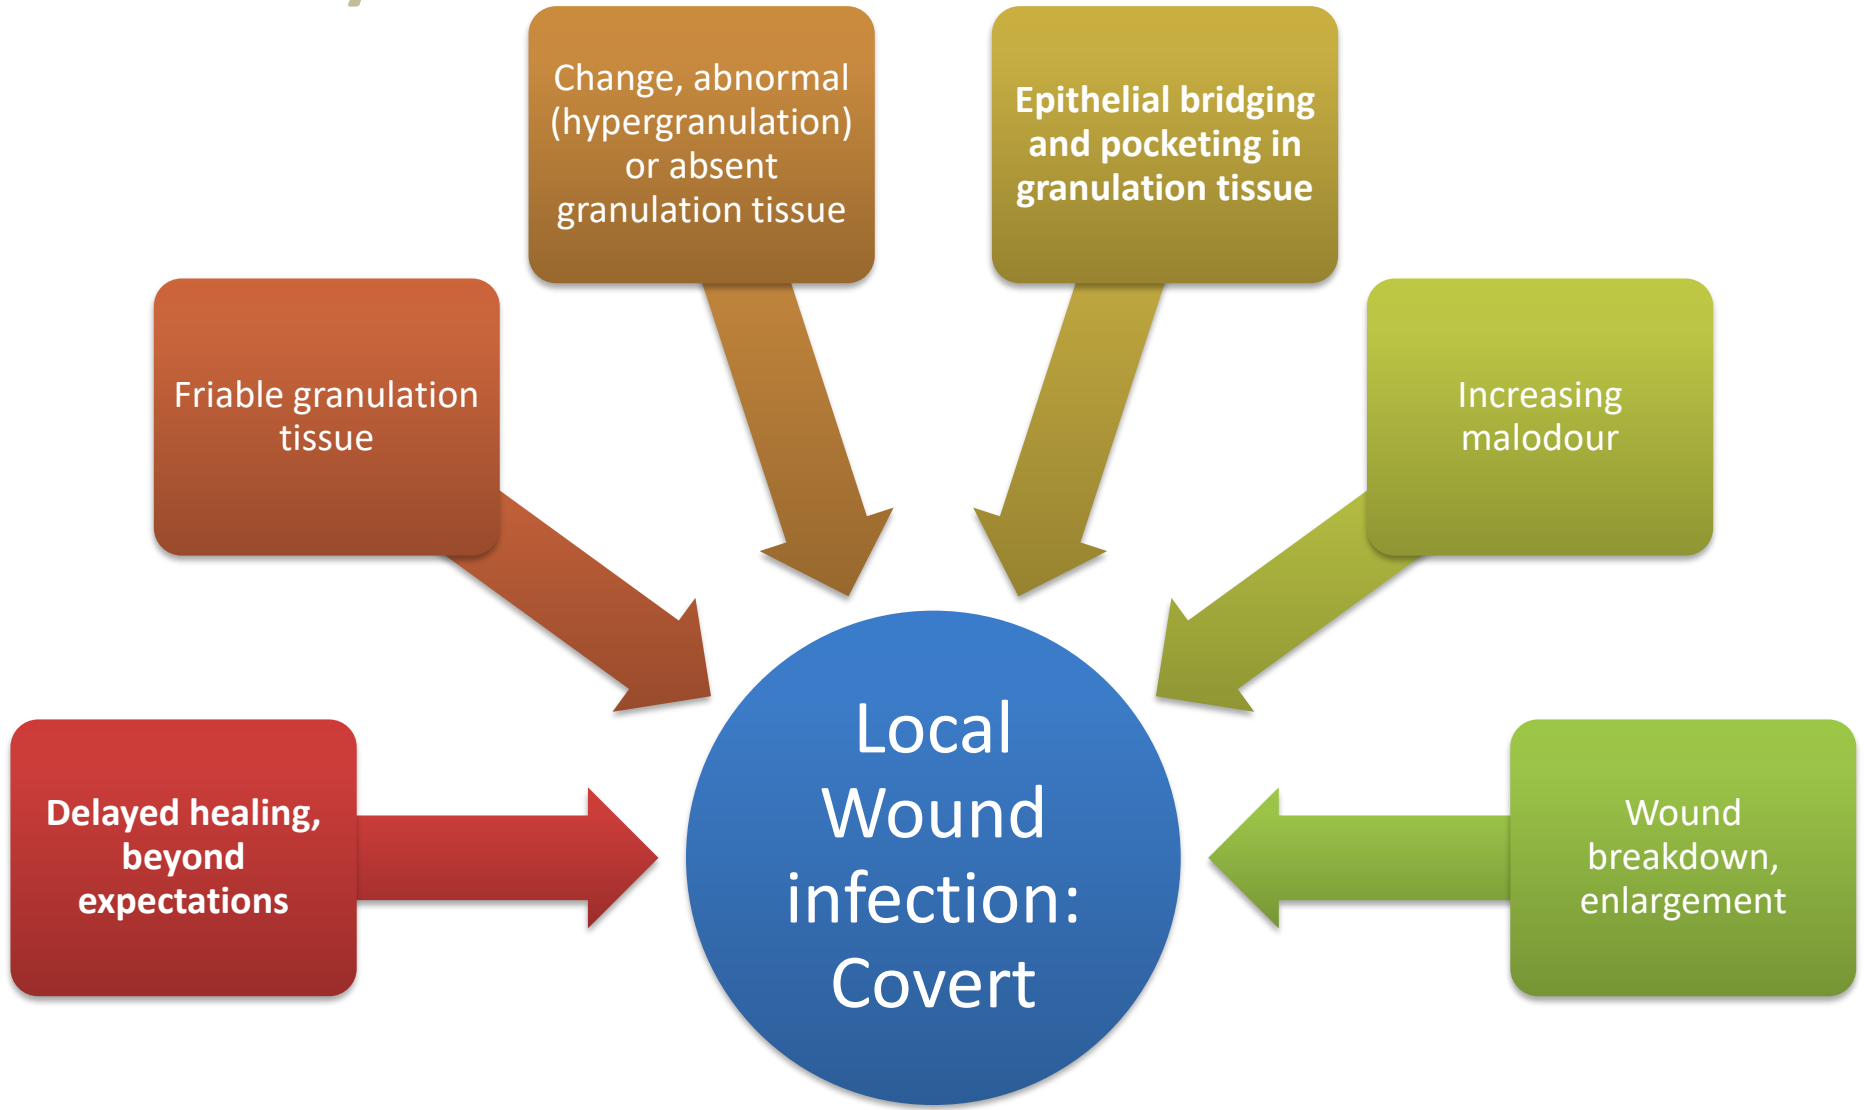 Change, abnormal
(hypergranulation)
or absent
granulation tissue
Epithelial bridging
and pocketing in
granulation tissue
Friable granulation
tissue
Increasing
malodour
Delayed healing,
beyond
expectations
Local
Wound
infection:
Covert
Wound
breakdown,
enlargement